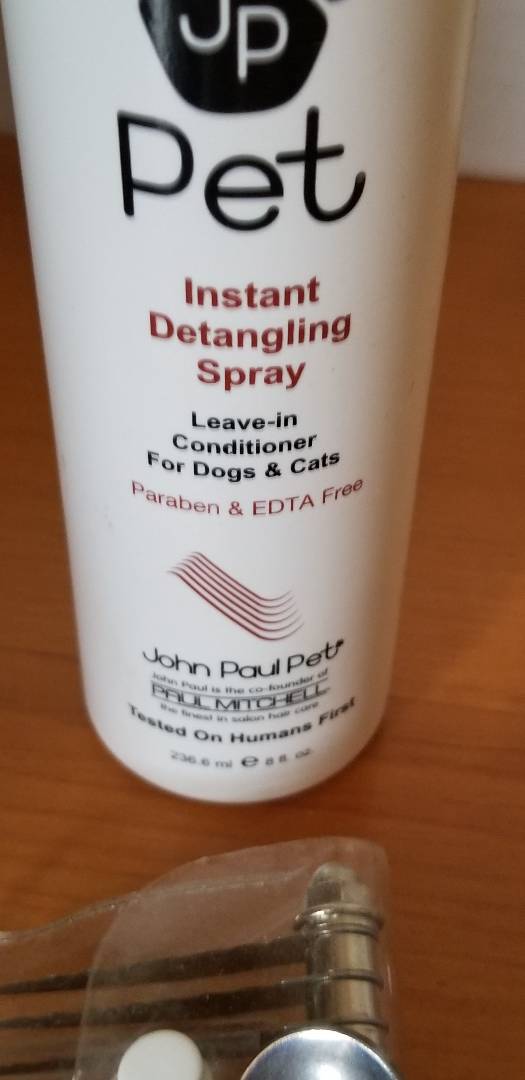 JP
Pet
Instant
Detangling
Spray
Leave-in
Conditioner
For Dogs & Cats
Paraben & EDTA Free
John Paul Pet
John Paul is the co-founder of
PAUL MITCHELL
the finest in salon hair care
Tested On Humans First
236.6 ml ℮ 8 fl. oz.